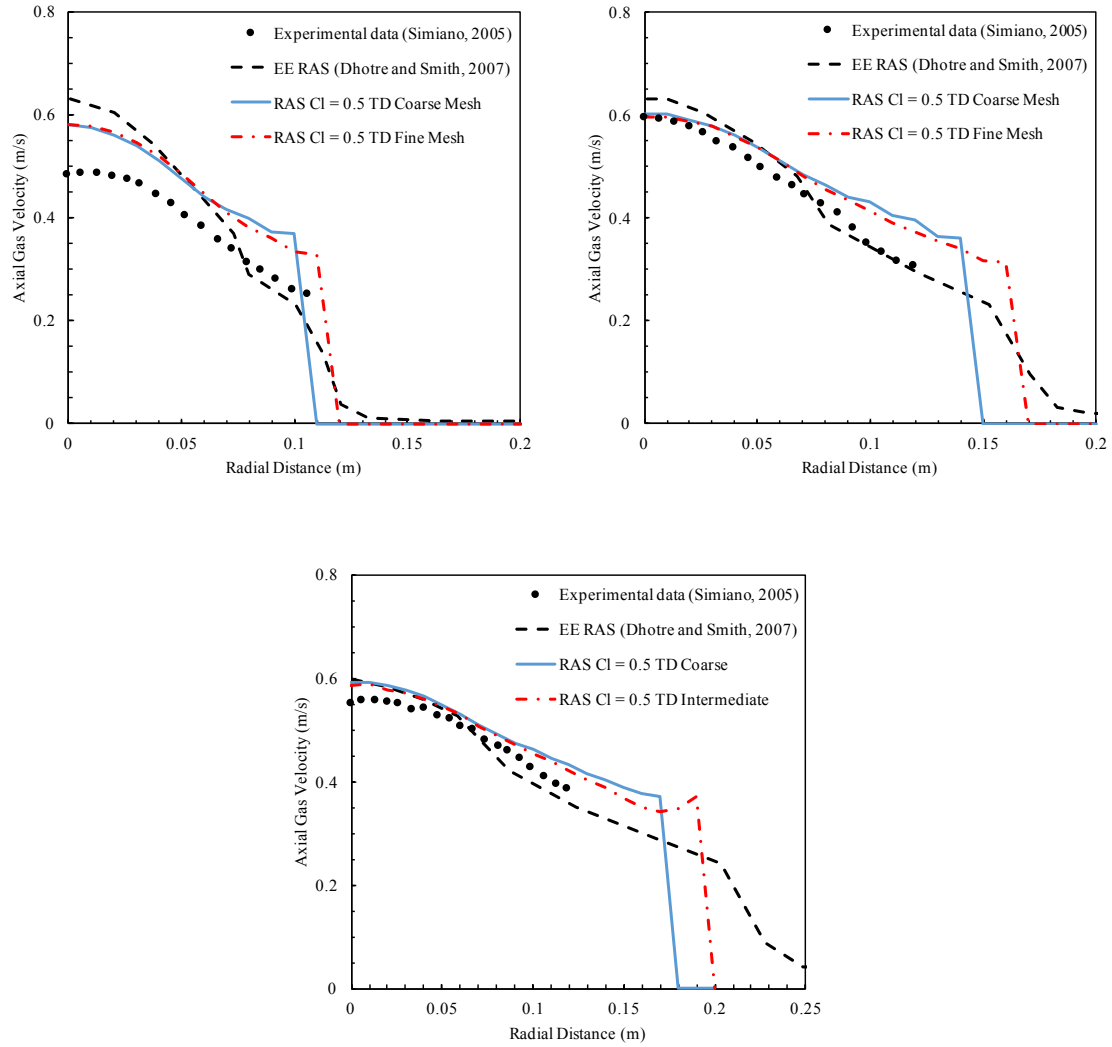 0.8
0.6
0.4
0.2
0
Axial Gas Velocity (m/s)
Experimental data (Simiano, 2005)
EE RAS (Dhotre and Smith, 2007)
RAS Cl = 0.5 TD Coarse Mesh
RAS Cl = 0.5 TD Fine Mesh
0 0.05 0.1 0.15 0.2
Radial Distance (m)
0.8
0.6
0.4
0.2
0
Axial Gas Velocity (m/s)
Experimental data (Simiano, 2005)
EE RAS (Dhotre and Smith, 2007)
RAS Cl = 0.5 TD Coarse Mesh
RAS Cl = 0.5 TD Fine Mesh
0 0.05 0.1 0.15 0.2
Radial Distance (m)
0.8
0.6
0.4
0.2
0
Axial Gas Velocity (m/s)
Experimental data (Simiano, 2005)
EE RAS (Dhotre and Smith, 2007)
RAS Cl = 0.5 TD Coarse
RAS Cl = 0.5 TD Intermediate
0 0.05 0.1 0.15 0.2 0.25
Radial Distance (m)